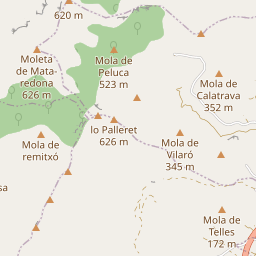 620 m
Moleta
de Mata-
redona
626 m
Mola de
Peluca
523 m
Mola de
Calatrava
352 m
lo Palleret
626 m
Mola de
remitxó
Mola de
Vilaró
345 m
sa
Mola de
Telles
172 m